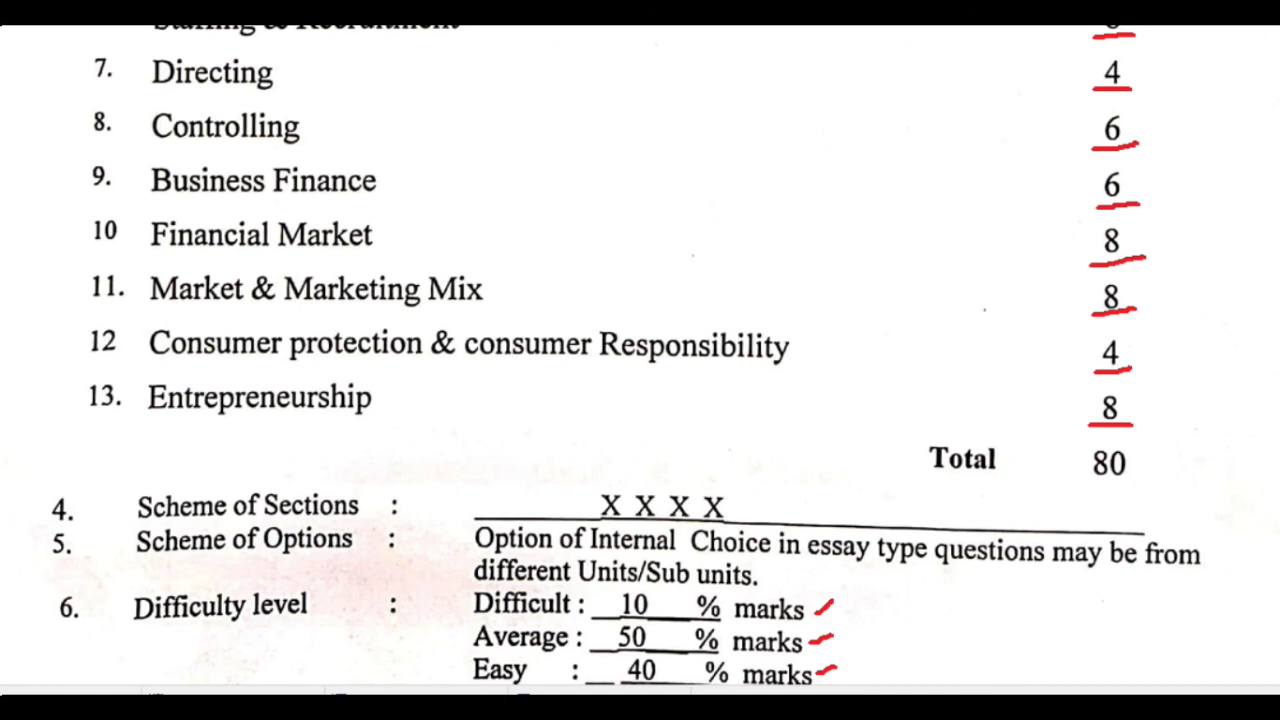 Staffing & Recruitment
7. Directing 4
8. Controlling 6
9. Business Finance 6
10 Financial Market 8
11. Market & Marketing Mix 8
12 Consumer protection & consumer Responsibility 4
13. Entrepreneurship 8
Total 80
4. Scheme of Sections : X X X X
5. Scheme of Options : Option of Internal Choice in essay type questions may be from
different Units/Sub units.
6. Difficulty level : Difficult : 10 % marks
Average : 50 % marks
Easy : 40 % marks